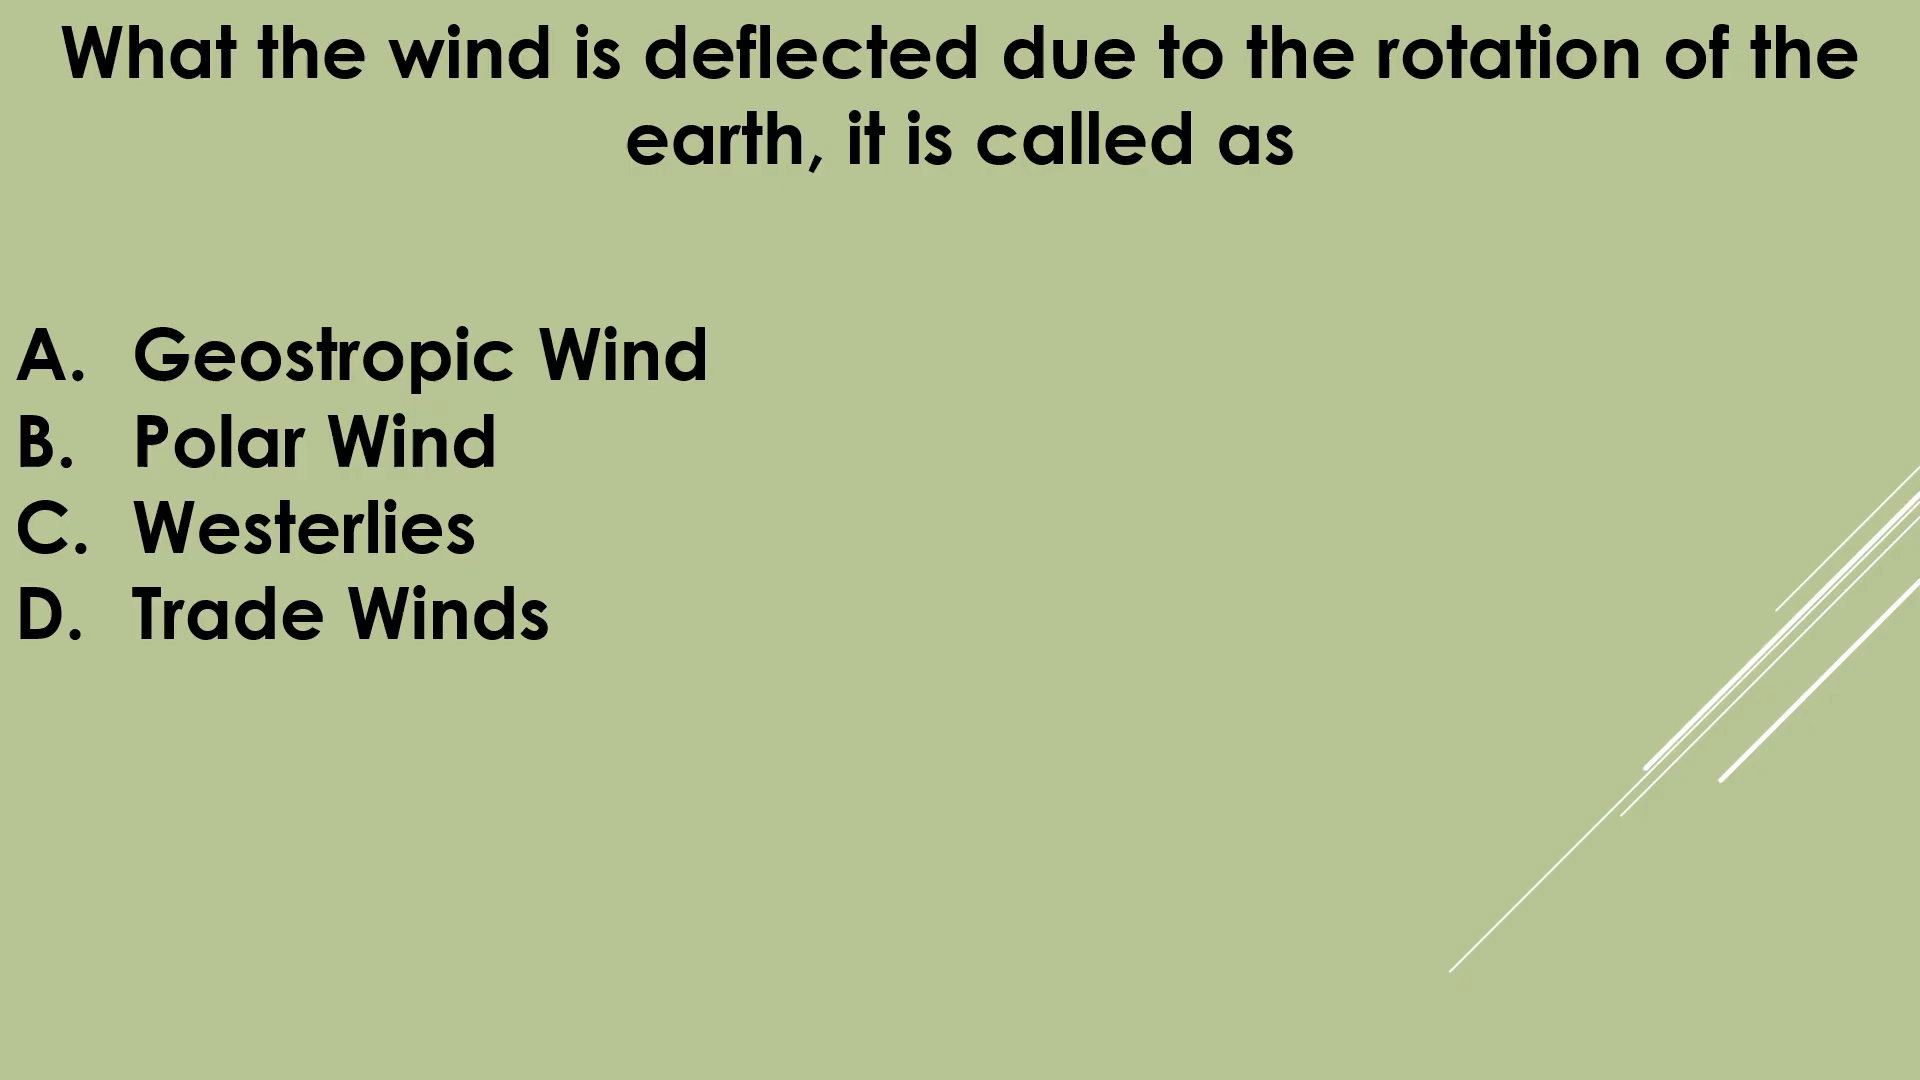 What the wind is deflected due to the rotation of the
earth, it is called as
A. Geostropic Wind
B. Polar Wind
C. Westerlies
D. Trade Winds